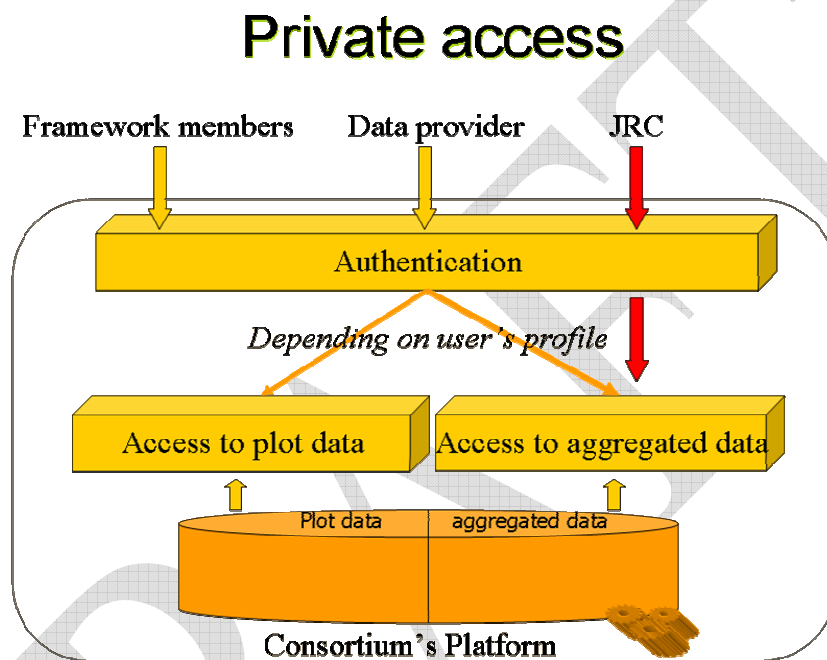 Private access
Framework members Data provider JRC
Authentication
Depending on user's profile
Access to plot data Access to aggregated data
Plot data aggregated data
Consortium's Platform
DRAFT